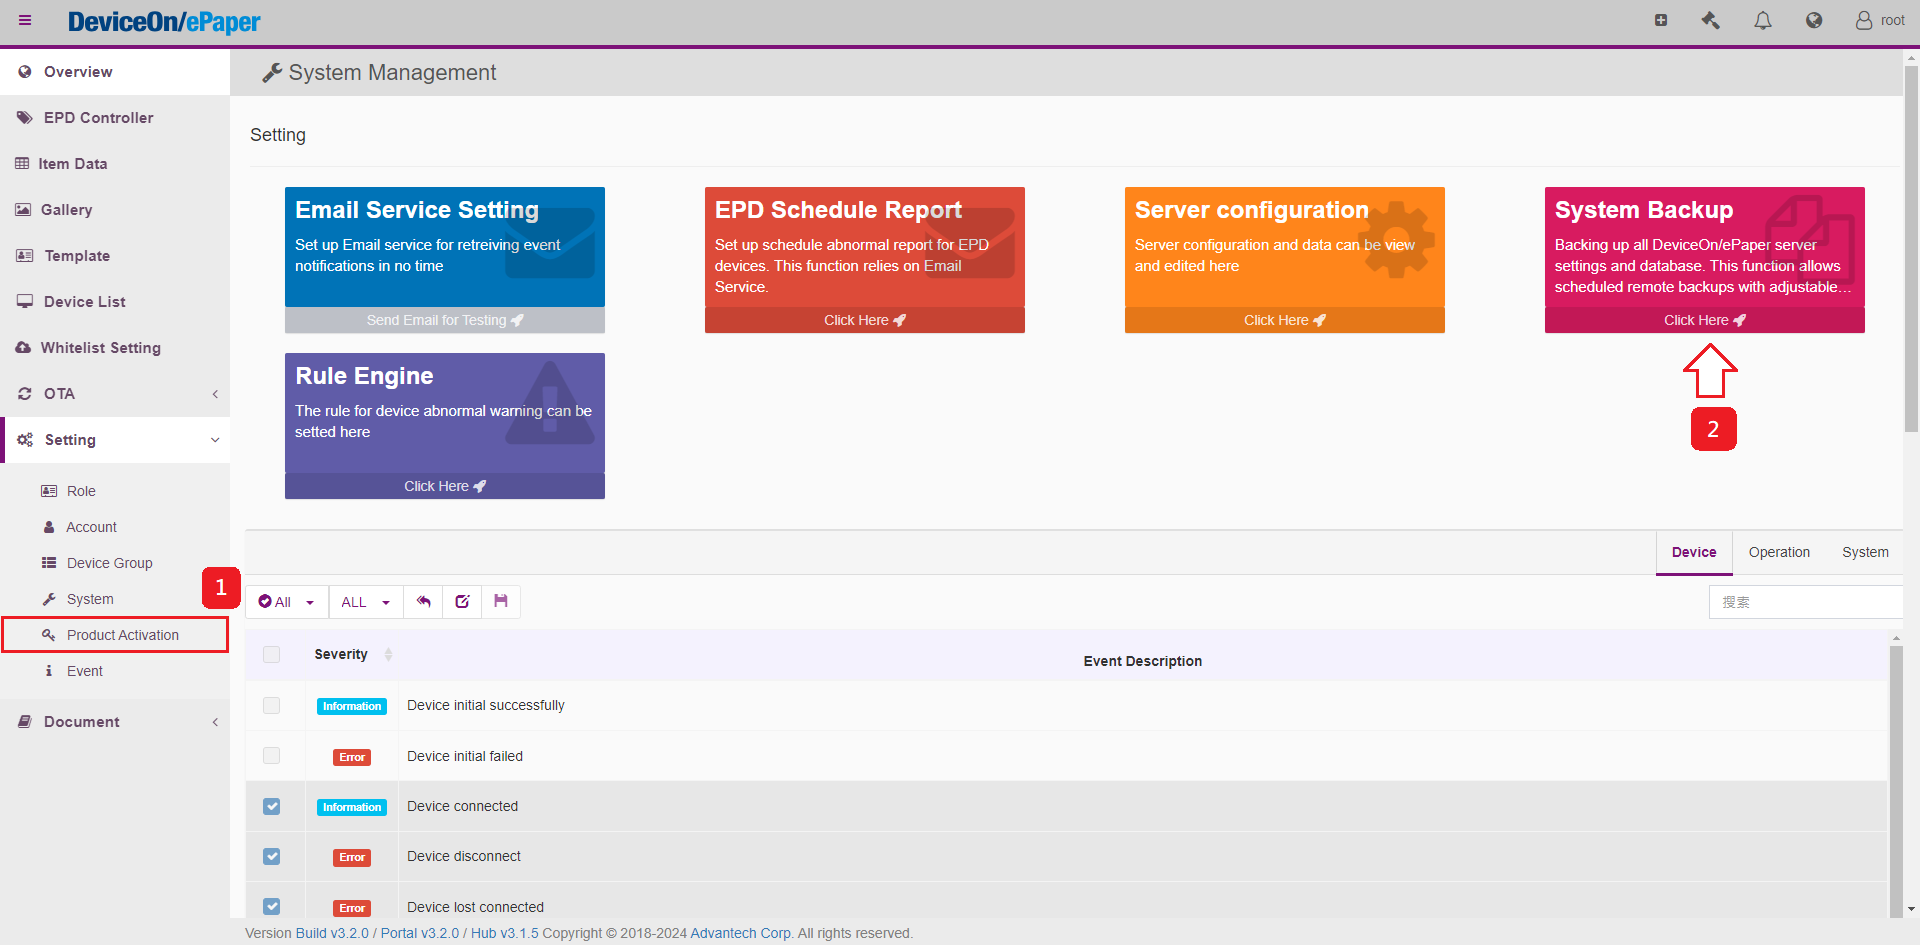 DeviceOn/ePaper
root
Overview
EPD Controller
Item Data
Gallery
Template
Device List
Whitelist Setting
OTA
Setting
Role
Account
Device Group
System
Product Activation
Event
Document
1
System Management
Setting
Email Service Setting
Set up Email service for retreiving event
notifications in no time
Send Email for Testing
EPD Schedule Report
Set up schedule abnormal report for EPD
devices. This function relies on Email
Service.
Click Here
Server configuration
Server configuration and data can be view
and edited here
Click Here
System Backup
Backing up all DeviceOn/ePaper server
settings and database. This function allows
scheduled remote backups with adjustable...
Click Here
2
Rule Engine
The rule for device abnormal warning can be
setted here
Click Here
Device Operation System
All ALL
搜索
Severity Event Description
Information Device initial successfully
Error Device initial failed
Information Device connected
Error Device disconnect
Error Device lost connected
Version Build v3.2.0 / Portal v3.2.0 / Hub v3.1.5 Copyright © 2018-2024 Advantech Corp. All rights reserved.